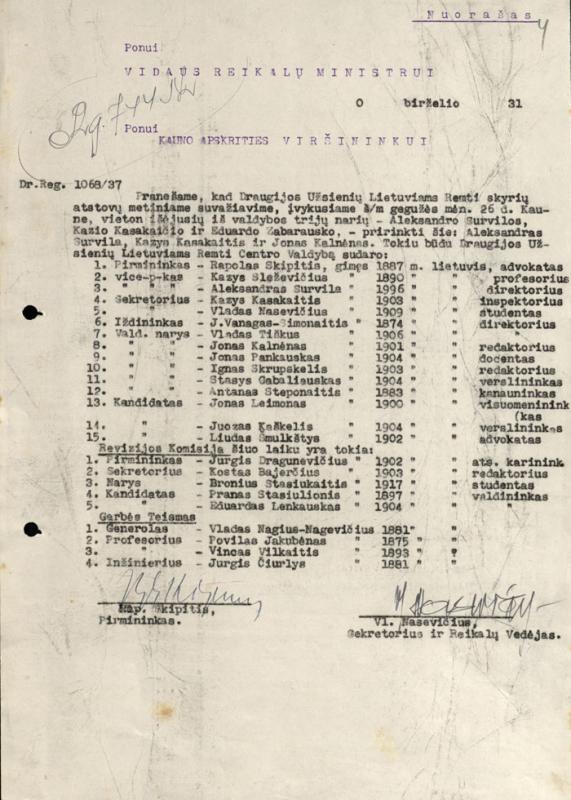 Nuorašas
4
Ponui
VIDAUS REIKALŲ MINISTRUI
0 birželio 31
Ponui
KAUNO APSKRITIES VIRŠININKUI
Dr.Reg. 1068/37
Pranešame, kad Draugijos Užsienių Lietuviams Remti skyrių
atstovų metiniame suvažiavime, įvykusiame š/m gegužės mėn. 26 d. Kau-
ne, vieton išėjusių iš valdybos trijų narių - Aleksandro Survilos,
Kazio Kasakaičio ir Eduardo Zabarausko, - pririnkti šie: Aleksandras
Survila, Kazys Kasakaitis ir Jonas Kalnėnas. Tokiu būdu Draugijos Už-
sienių Lietuviams Remti Centro Valdybą sudaro:
1. Pirmininkas - Rapolas Skipitis, gimęs 1887 m. lietuvis, advokatas
2. vice-p-kas - Kazys Sleževičius " 1890 " " profesorius
3. " " - Aleksandras Survila " 1996 " " direktorius
4. Sekretorius - Kazys Kasakaitis " 1903 " " inspektorius
5. " - Vladas Nasevičius " 1909 " " studentas
6. Iždininkas - J.Vanagas-Simonaitis " 1874 " " direktorius
7. Vald. narys - Vladas Tiškus " 1906 " " "
8. " " - Jonas Kalnėnas " 1901 " " redaktorius
9. " " - Jonas Pankauskas " 1904 " " docentas
10. " " - Ignas Skrupskelis " 1903 " " redaktorius
11. " " - Stasys Gabaliauskas " 1904 " " verslininkas
12. " " - Antanas Steponaitis " 1883 " " kanauninkas
13. Kandidatas - Jonas Leimonas " 1900 " " visuomeninink
(kas
14. " - Juozas Kaškelis " 1904 " " verslininkas
15. " - Liudas Šmulkštys " 1902 " " advokatas
Revizijos Komisija šiuo laiku yra tokia:
1. Pirmininkas - Jurgis Dragunevičius " 1902 " " ats. karinink
2. Sekretorius - Kostas Bajerčius " 1903 " " redaktorius
3. Narys - Bronius Stasiukaitis " 1917 " " studentas
4. Kandidatas - Pranas Stasiulionis " 1897 " " valdininkas
5. " - Eduardas Lenkauskas " 1904 " " "
Garbės Teismas
1. Generolas - Vladas Nagius-Nagevičius 1881 " "
2. Profesorius - Povilas Jakubėnas " 1875 " "
3. " - Vincas Vilkaitis " 1893 " "
4. Inžinierius - Jurgis Čiurlys " 1881 " "
Rap. Skipitis,
Pirmininkas.
Vl. Nasevičius,
Sekretorius ir Reikalų Vedėjas.